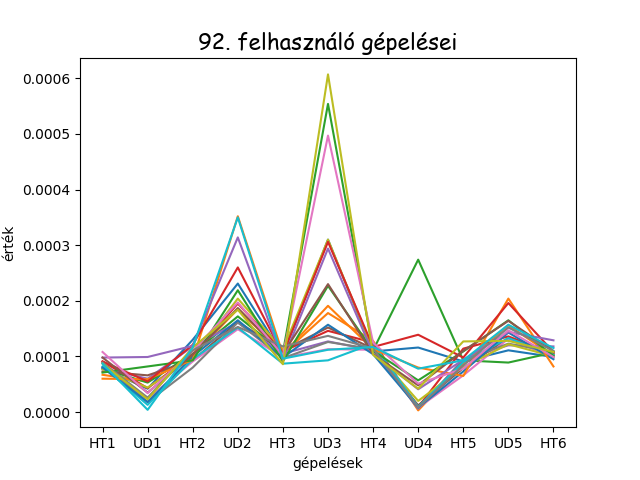 92. felhasználó gépelései
érték
0.0006
0.0005
0.0004
0.0003
0.0002
0.0001
0.0000
HT1 UD1 HT2 UD2 HT3 UD3 HT4 UD4 HT5 UD5 HT6
gépelések